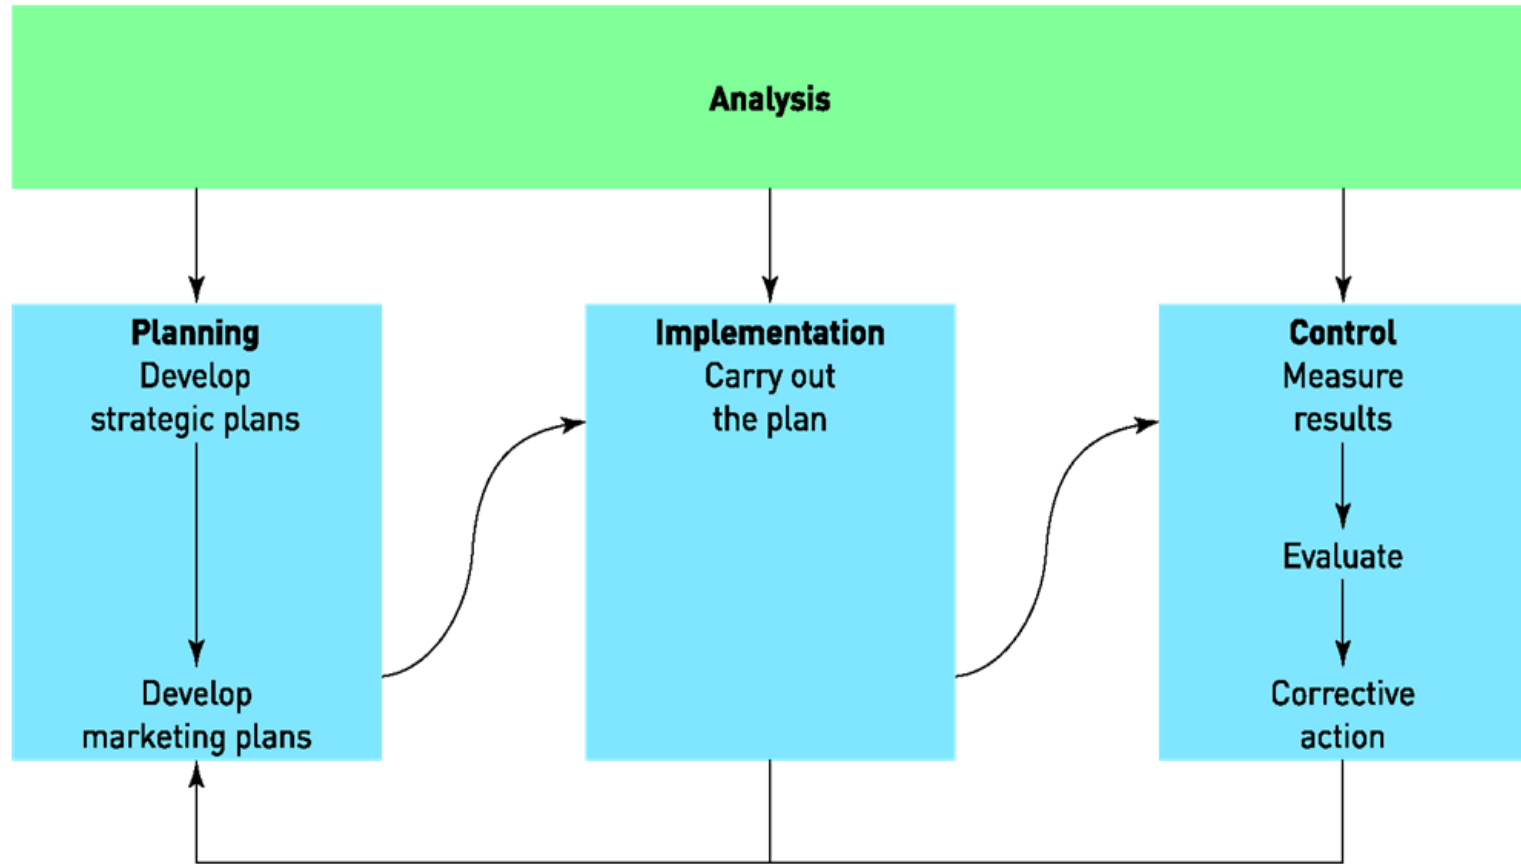 Analysis
Planning
Develop
strategic plans
Develop
marketing plans
Implementation
Carry out
the plan
Control
Measure
results
Evaluate
Corrective
action